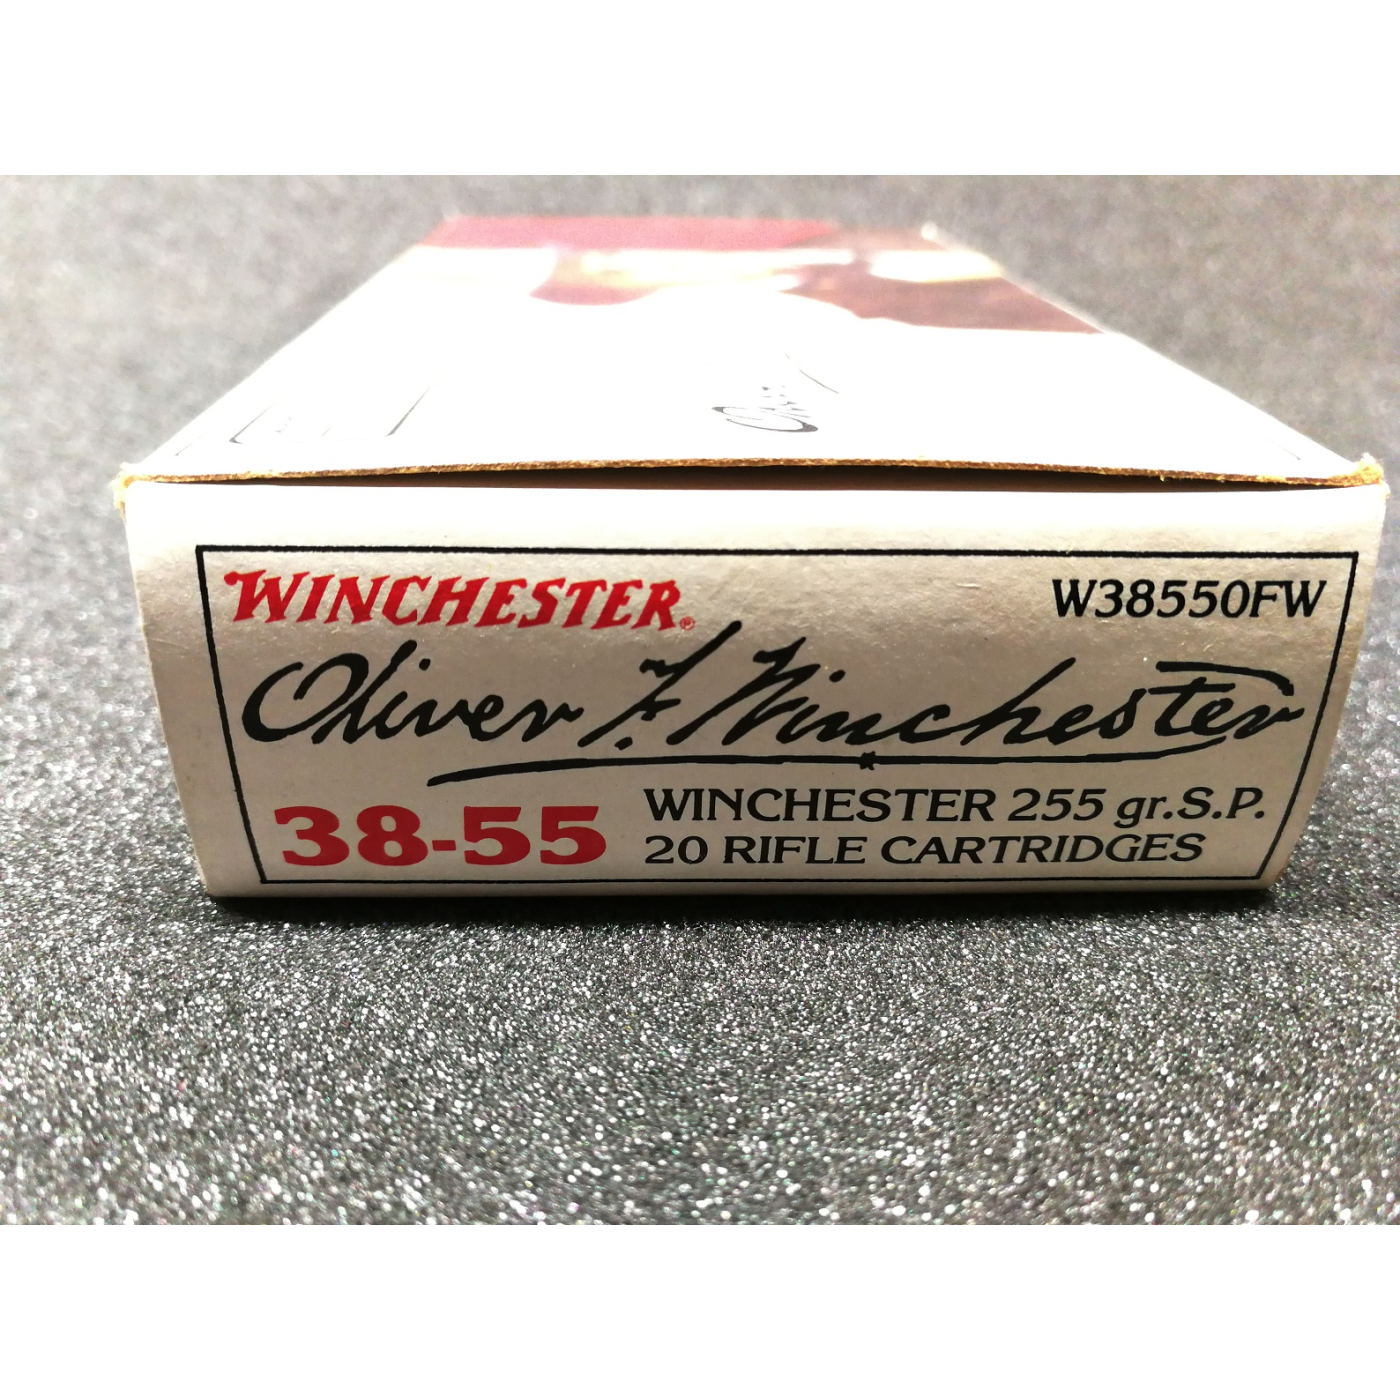 WINCHESTER®
W38550FW
Oliver F. Winchester
38-55
WINCHESTER 255 gr. S.P.
20 RIFLE CARTRIDGES